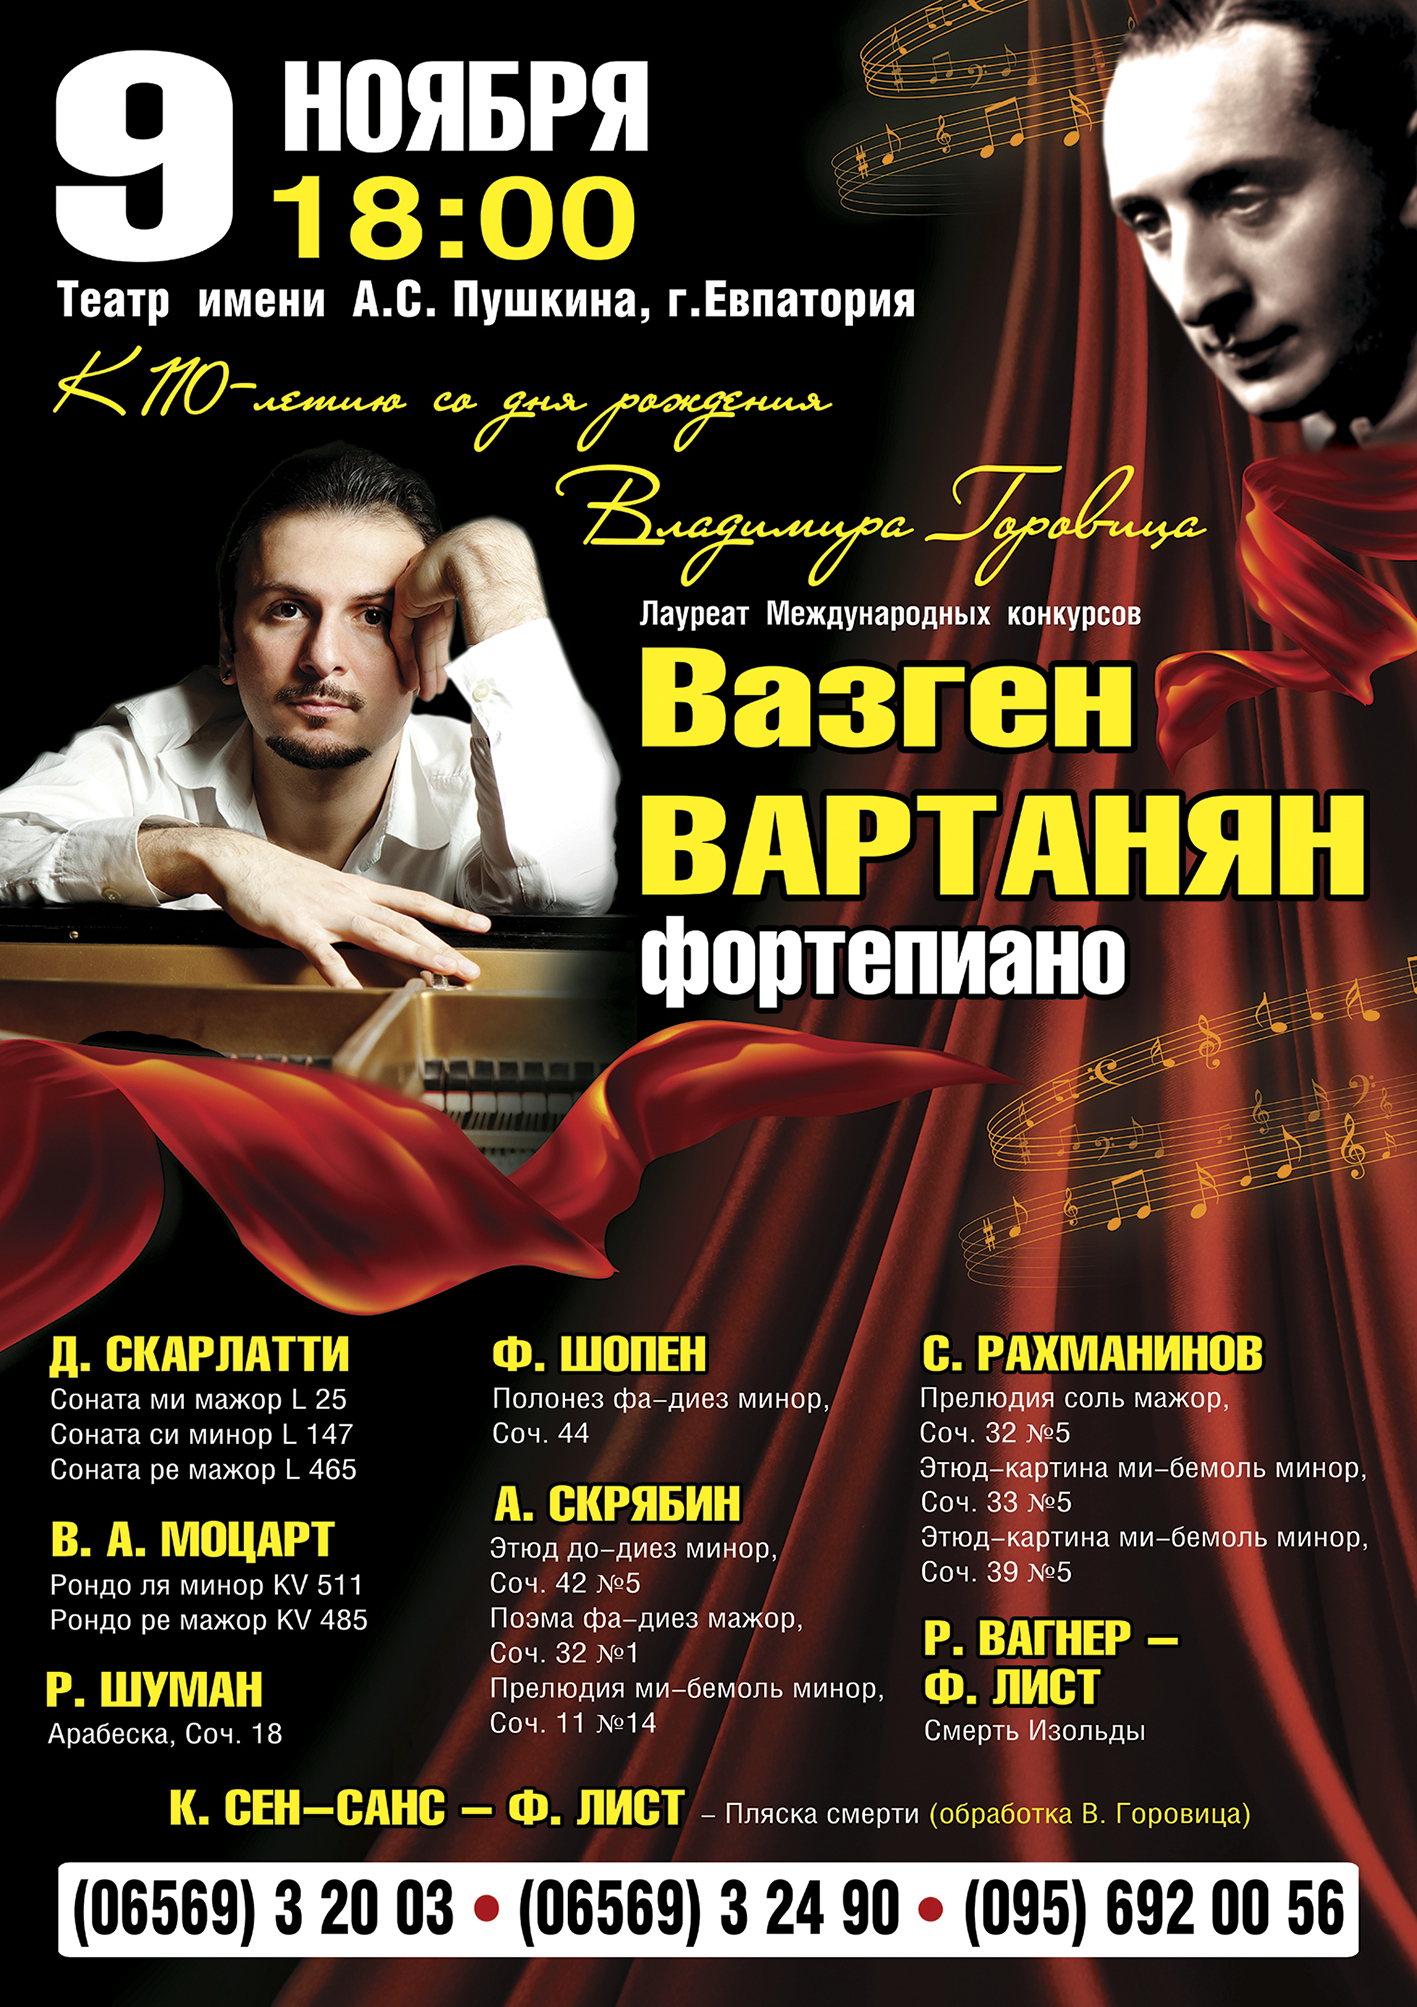 9 НОЯБРЯ
18:00
Театр имени А.С. Пушкина, г.Евпатория
К 110-летию со дня рождения
Владимира Горовица
Лауреат Международных конкурсов
Вазген
ВАРТАНЯН
фортепиано
Д. СКАРЛАТТИ
Соната ми мажор L 25
Соната си минор L 147
Соната ре мажор L 465
В. А. МОЦАРТ
Рондо ля минор KV 511
Рондо ре мажор KV 485
Р. ШУМАН
Арабеска, Соч. 18
Ф. ШОПЕН
Полонез фа-диез минор,
Соч. 44
А. СКРЯБИН
Этюд до-диез минор,
Соч. 42 №5
Поэма фа-диез мажор,
Соч. 32 №1
Прелюдия ми-бемоль минор,
Соч. 11 №14
С. РАХМАНИНОВ
Прелюдия соль мажор,
Соч. 32 №5
Этюд-картина ми-бемоль минор,
Соч. 33 №5
Этюд-картина ми-бемоль минор,
Соч. 39 №5
Р. ВАГНЕР –
Ф. ЛИСТ
Смерть Изольды
К. СЕН-САНС – Ф. ЛИСТ – Пляска смерти (обработка В. Горовица)
(06569) 3 20 03 • (06569) 3 24 90 • (095) 692 00 56